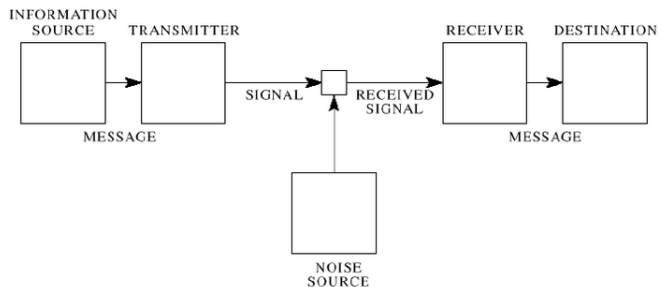 INFORMATION
SOURCE
TRANSMITTER
RECEIVER
DESTINATION
SIGNAL
RECEIVED
SIGNAL
MESSAGE
MESSAGE
NOISE
SOURCE